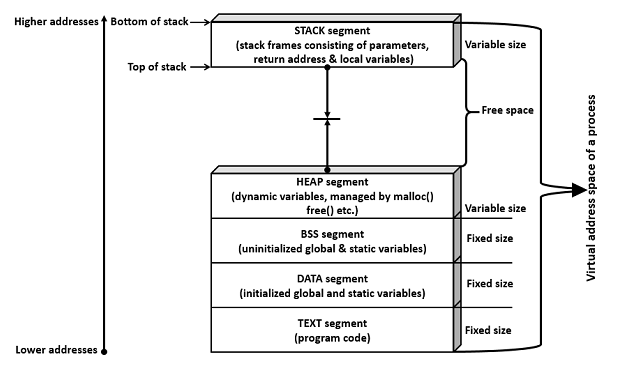 Higher addresses
Bottom of stack
STACK segment
(stack frames consisting of parameters,
return address & local variables)
Variable size
Top of stack
Free space
HEAP segment
(dynamic variables, managed by malloc()
free() etc.)
Variable size
BSS segment
(uninitialized global & static variables)
Fixed size
DATA segment
(initialized global and static variables)
Fixed size
TEXT segment
(program code)
Fixed size
Lower addresses
Virtual address space of a process